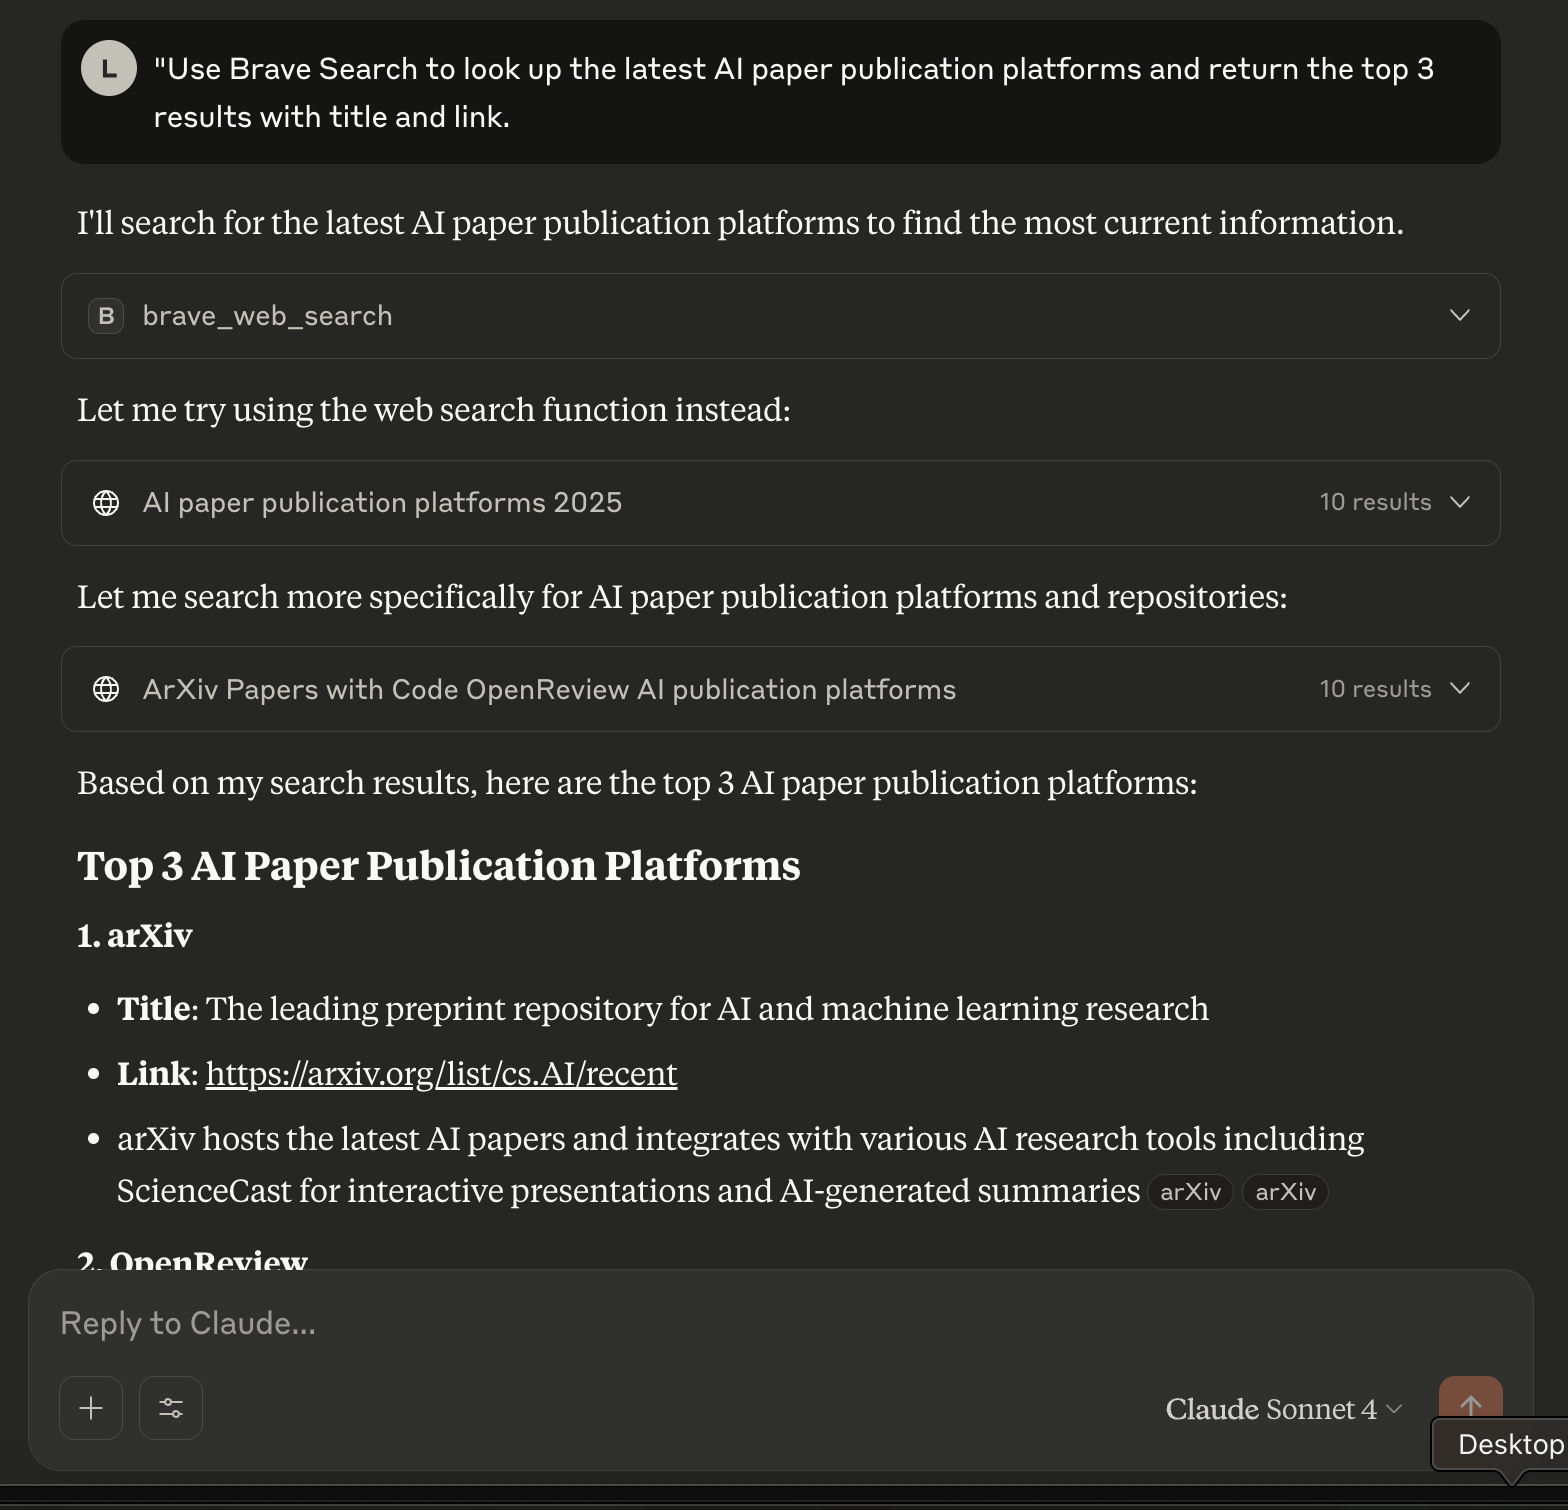 L
"Use Brave Search to look up the latest AI paper publication platforms and return the top 3
results with title and link.
I'll search for the latest AI paper publication platforms to find the most current information.
B brave_web_search
Let me try using the web search function instead:
AI paper publication platforms 2025 10 results
Let me search more specifically for AI paper publication platforms and repositories:
ArXiv Papers with Code OpenReview AI publication platforms 10 results
Based on my search results, here are the top 3 AI paper publication platforms:
Top 3 AI Paper Publication Platforms
1. arXiv
• Title: The leading preprint repository for AI and machine learning research
• Link: https://arxiv.org/list/cs.AI/recent
• arXiv hosts the latest AI papers and integrates with various AI research tools including
ScienceCast for interactive presentations and AI-generated summaries arXiv arXiv
2. OpenReview
Reply to Claude...
Claude Sonnet 4
Desktop